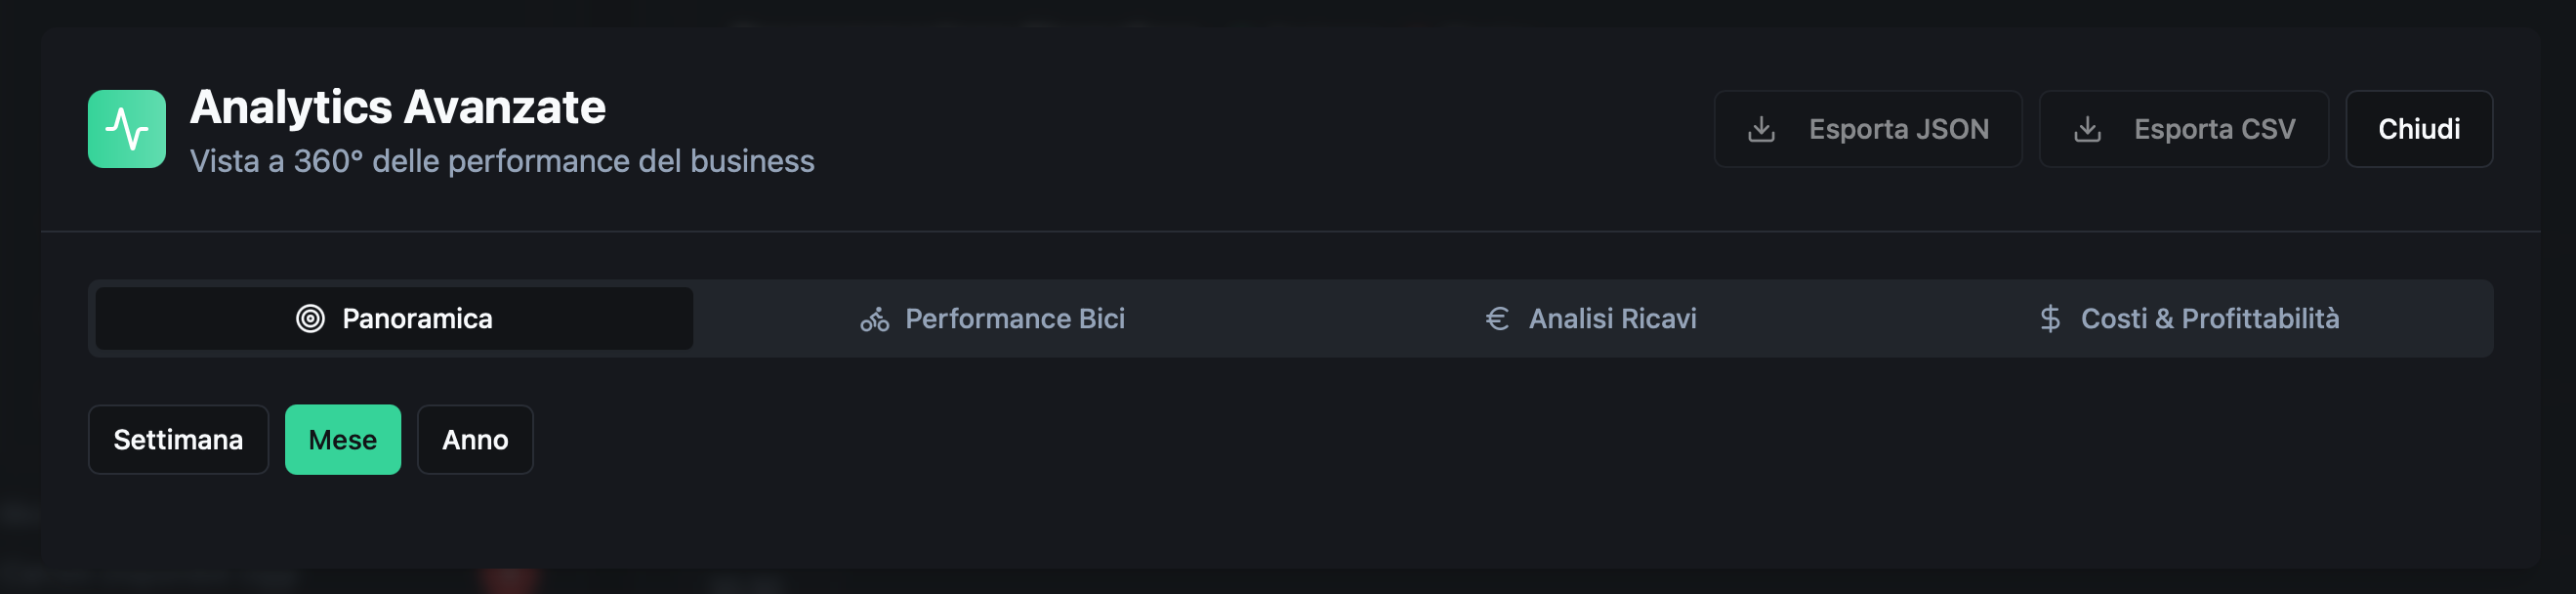 Analytics Avanzate
Vista a 360° delle performance del business
Esporta JSON
Esporta CSV
Chiudi
Panoramica
Performance Bici
€ Analisi Ricavi
$ Costi & Profittabilità
Settimana
Mese
Anno